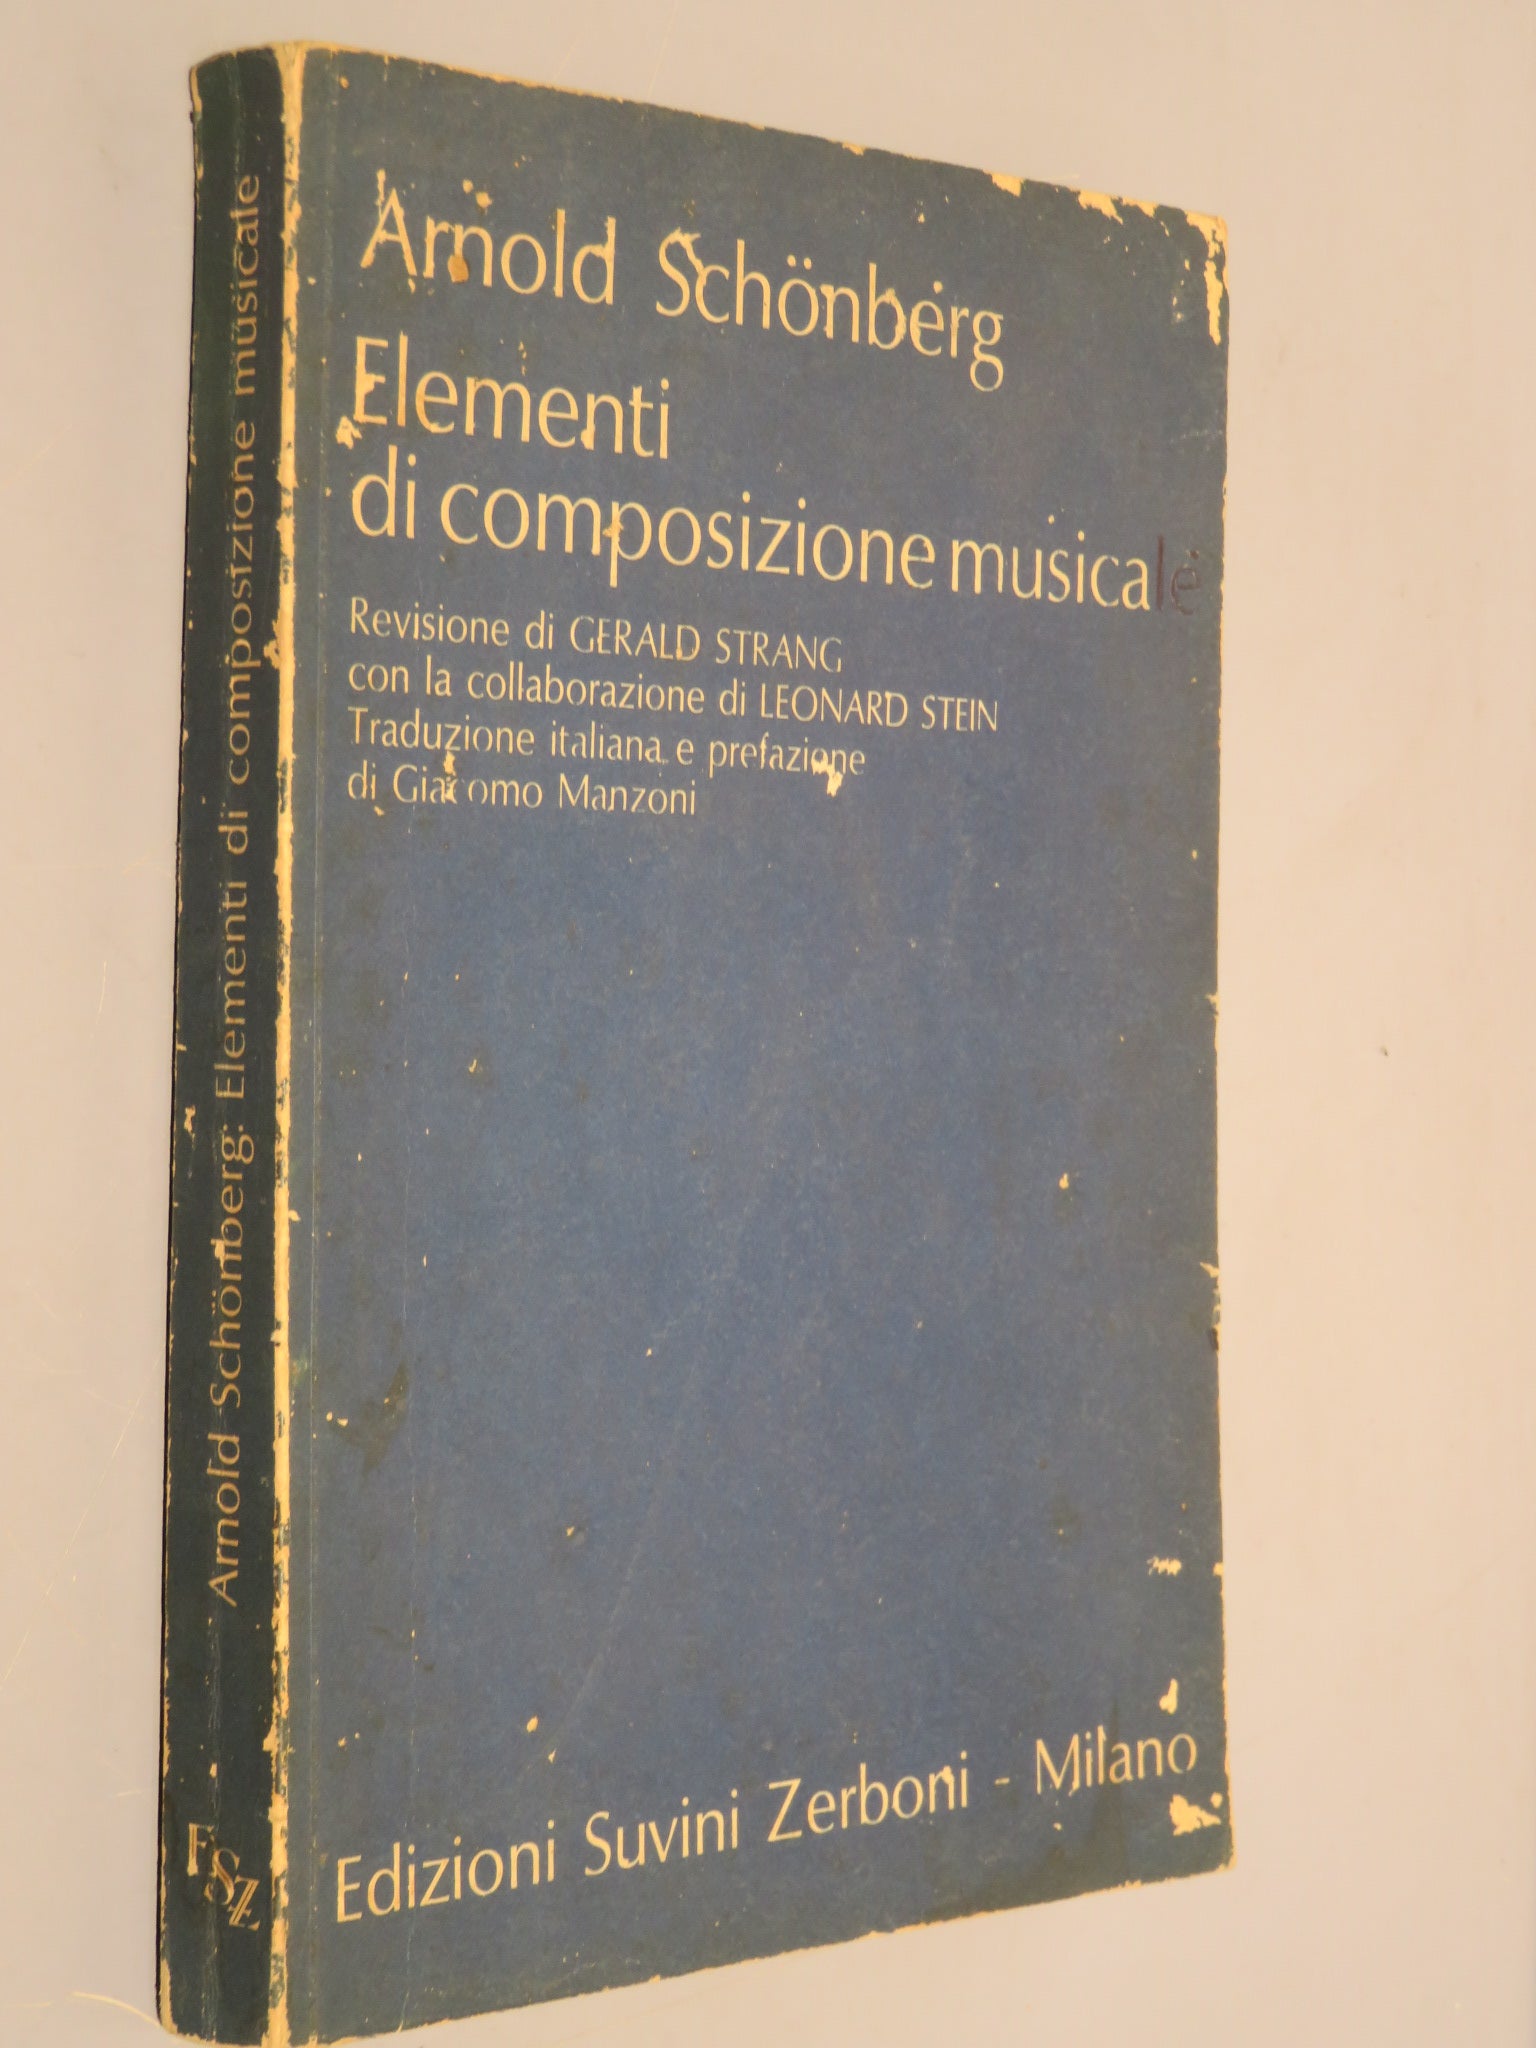 Arnold Schönberg
Elementi
di composizione musicale
Revisione di GERALD STRANG
con la collaborazione di LEONARD STEIN
Traduzione italiana e prefazione
di Giacomo Manzoni
Edizioni Suvini Zerboni - Milano
Arnold Schönberg: Elementi di composizione musicale
ESZ